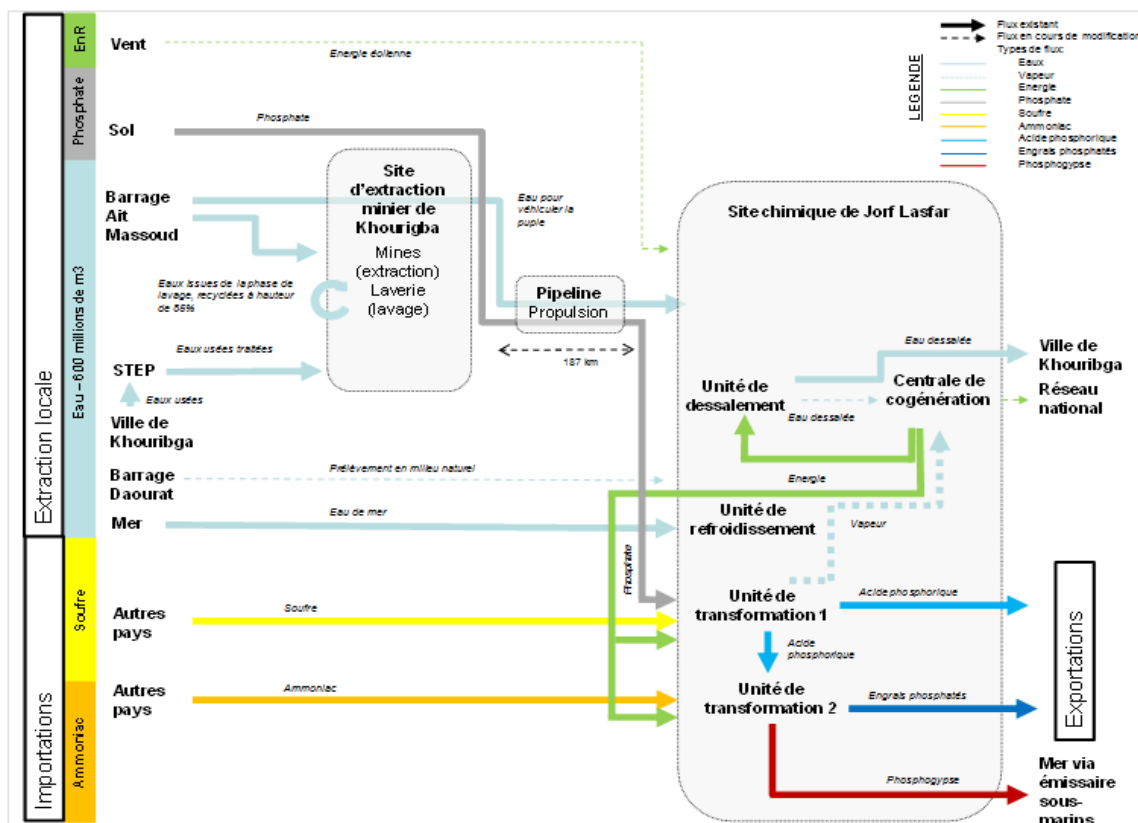 Extraction locale
Importations
EnR
Phosphate
Eau – 600 millions de m3
Soufre
Ammoniac
Vent
Energie éolienne
Sol
Phosphate
Barrage
Ait
Massoud
Eaux issues de la phase de
lavage, recyclées à hauteur
STEP
Eaux usées traitées
Eaux usées
Ville de
Khouribga
Barrage
Daourat
Prélèvement en milieu naturel
Mer
Eau de mer
Autres
pays
Soufre
Autres
pays
Ammoniac
Site
d'extraction
minier de
Khourigba
Mines
(extraction)
Laverie
(lavage)
Eau pour
véhiculer la
pulple
Pipeline
Propulsion
187 km
Phosphate
Site chimique de Jorf Lasfar
Unité de
dessalement
Eau dessalée
Eau dessalée
Centrale de
cogénération
Energie
Vapeur
Unité de
refroidissement
Unité de
transformation 1
Acide phosphorique
Acide
phosphorique
Unité de
transformation 2
Engrais phosphatés
Phosphogypse
Ville de
Khouribga
Réseau
national
Exportations
Mer via
émissaire
sous-
marins
LEGENDE
Flux existant
Flux en cours de modification
Types de flux:
Eaux
Vapeur
Energie
Phosphate
Soufre
Ammoniac
Acide phosphorique
Engrais phosphatés
Phosphogypse